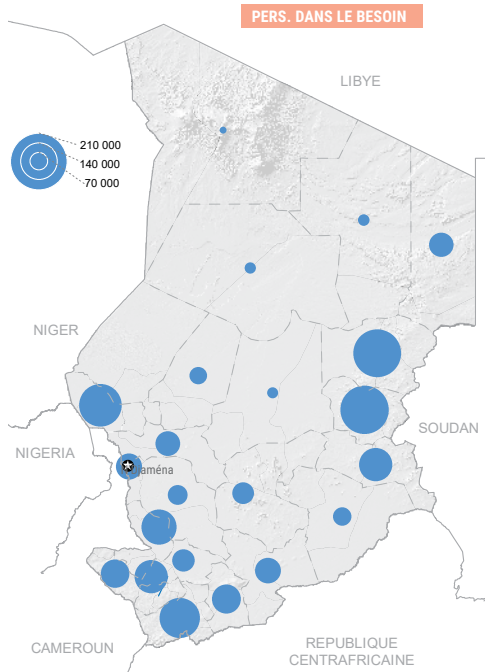 PERS. DANS LE BESOIN
LIBYE
210 000
140 000
70 000
NIGER
SOUDAN
NIGERIA
CAMEROUN
REPUBLIQUE
CENTRAFRICAINE